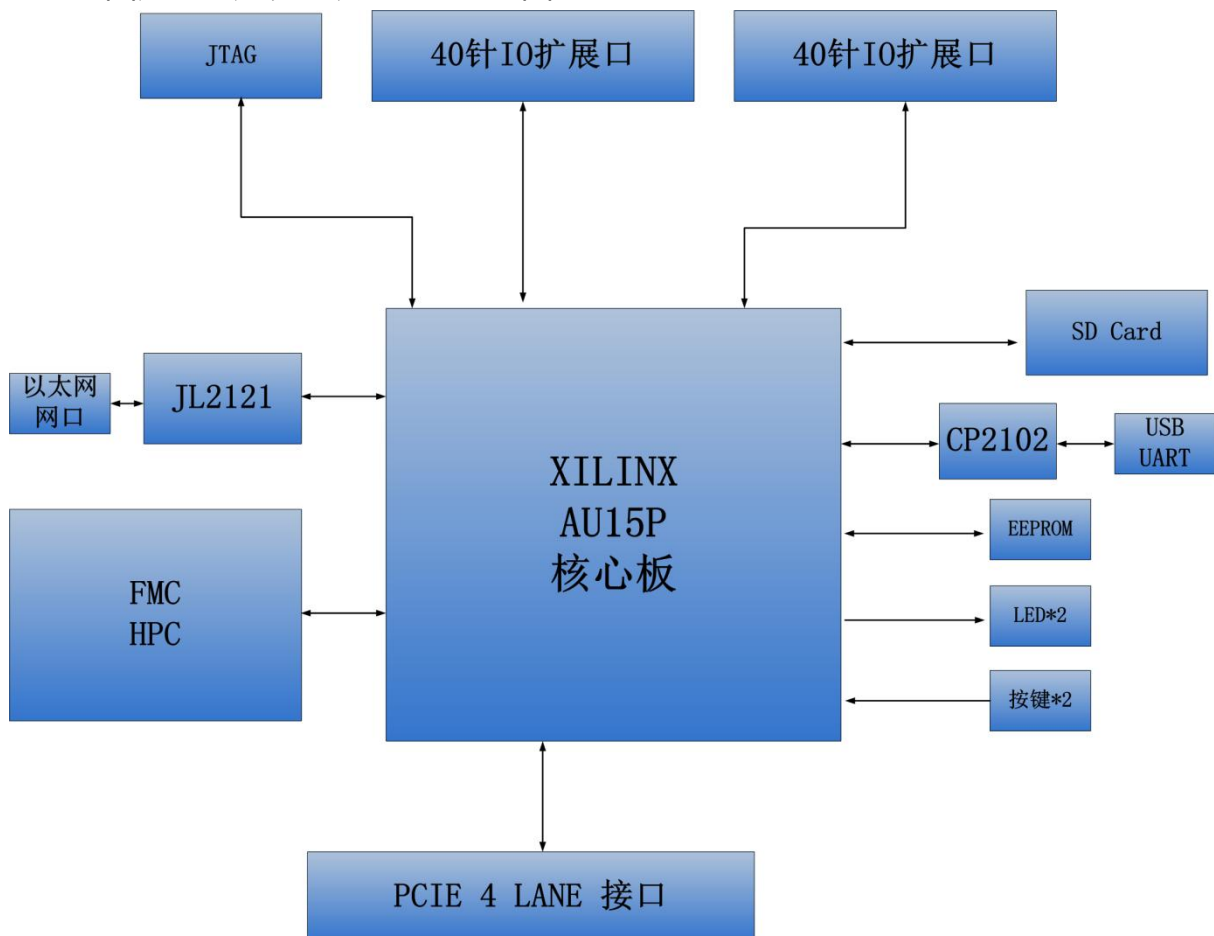 JTAG
40针IO扩展口
40针IO扩展口
SD Card
以太网
网口
JL2121
XILINX
AU15P
核心板
CP2102
USB
UART
EEPROM
FMC
HPC
LED*2
按键*2
PCIE 4 LANE 接口